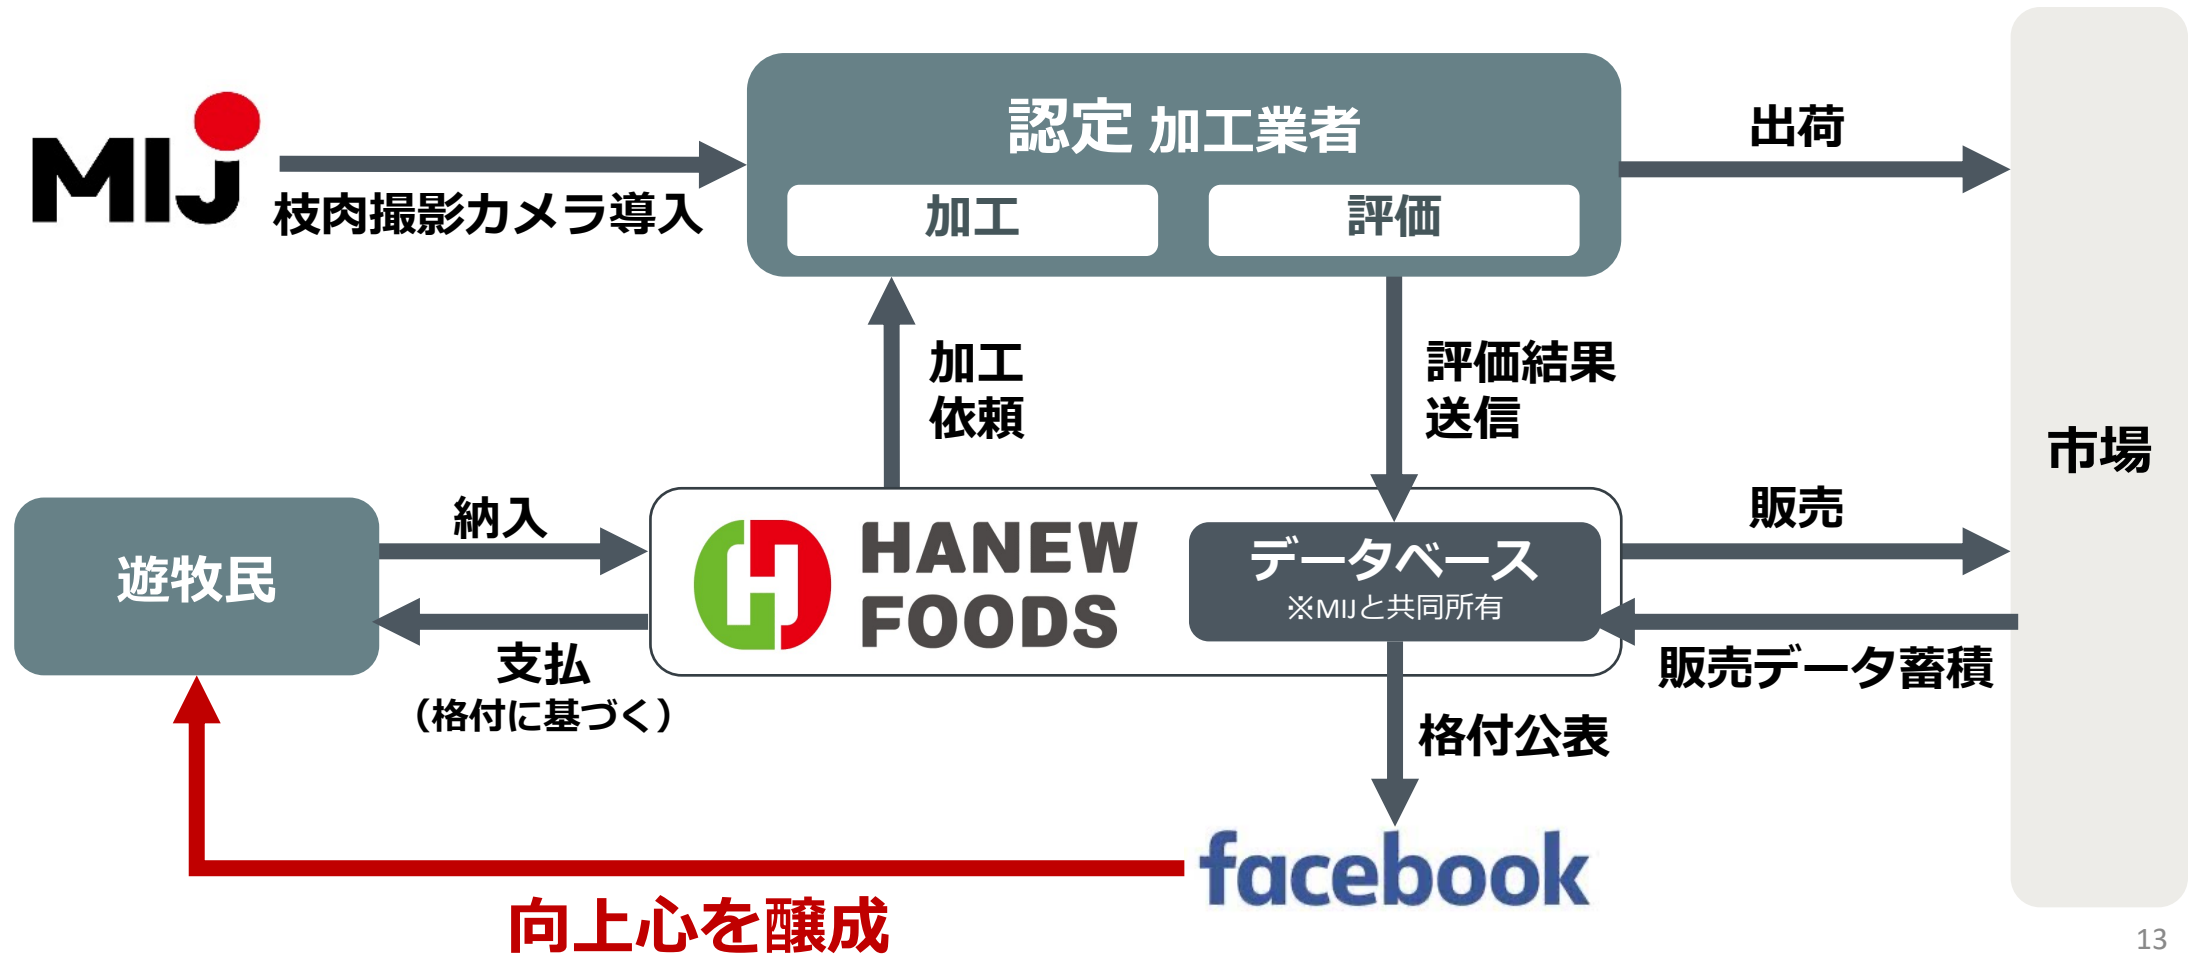 MIJ
枝肉撮影カメラ導入
認定 加工業者
加工
評価
出荷
加工
依頼
評価結果
送信
市場
遊牧民
納入
支払
（格付に基づく）
HANEW
FOODS
データベース
※MIJと共同所有
販売
販売データ蓄積
格付公表
facebook
向上心を醸成
13